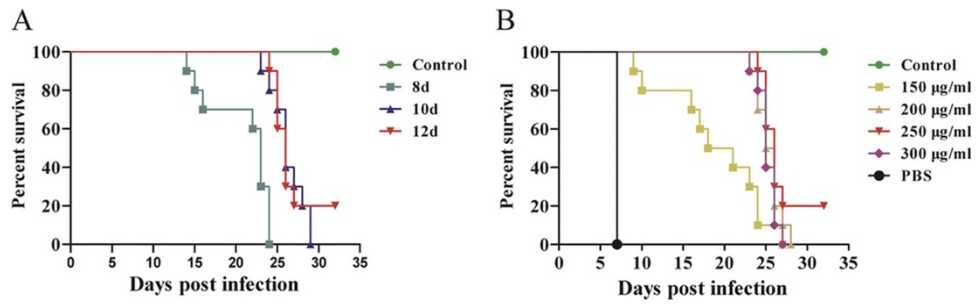 A
Percent survival
100
80
60
40
20
0
0 5 10 15 20 25 30 35
Days post infection
Control
8d
10d
12d
B
Percent survival
100
80
60
40
20
0
0 5 10 15 20 25 30 35
Days post infection
Control
150 µg/ml
200 µg/ml
250 µg/ml
300 µg/ml
PBS